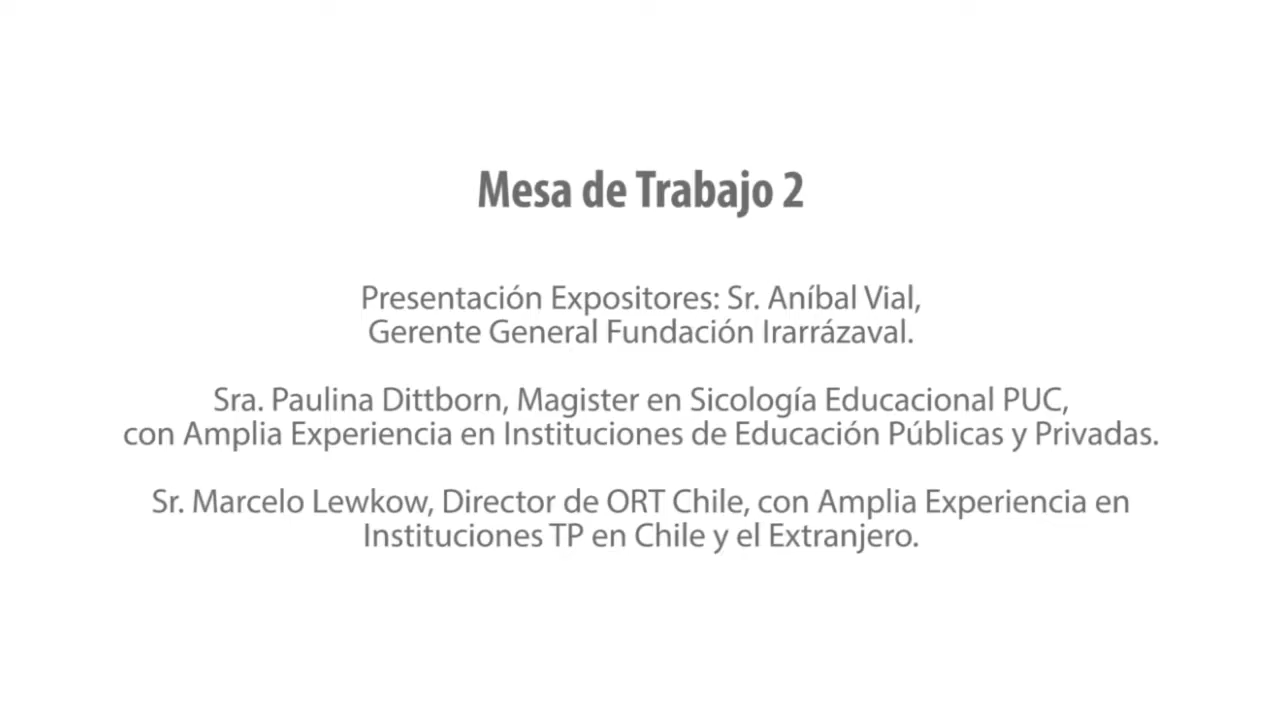 Mesa de Trabajo 2
Presentación Expositores: Sr. Aníbal Vial,
Gerente General Fundación Irarrázaval.
Sra. Paulina Dittborn, Magister en Sicología Educacional PUC,
con Amplia Experiencia en Instituciones de Educación Públicas y Privadas.
Sr. Marcelo Lewkow, Director de ORT Chile, con Amplia Experiencia en
Instituciones TP en Chile y el Extranjero.